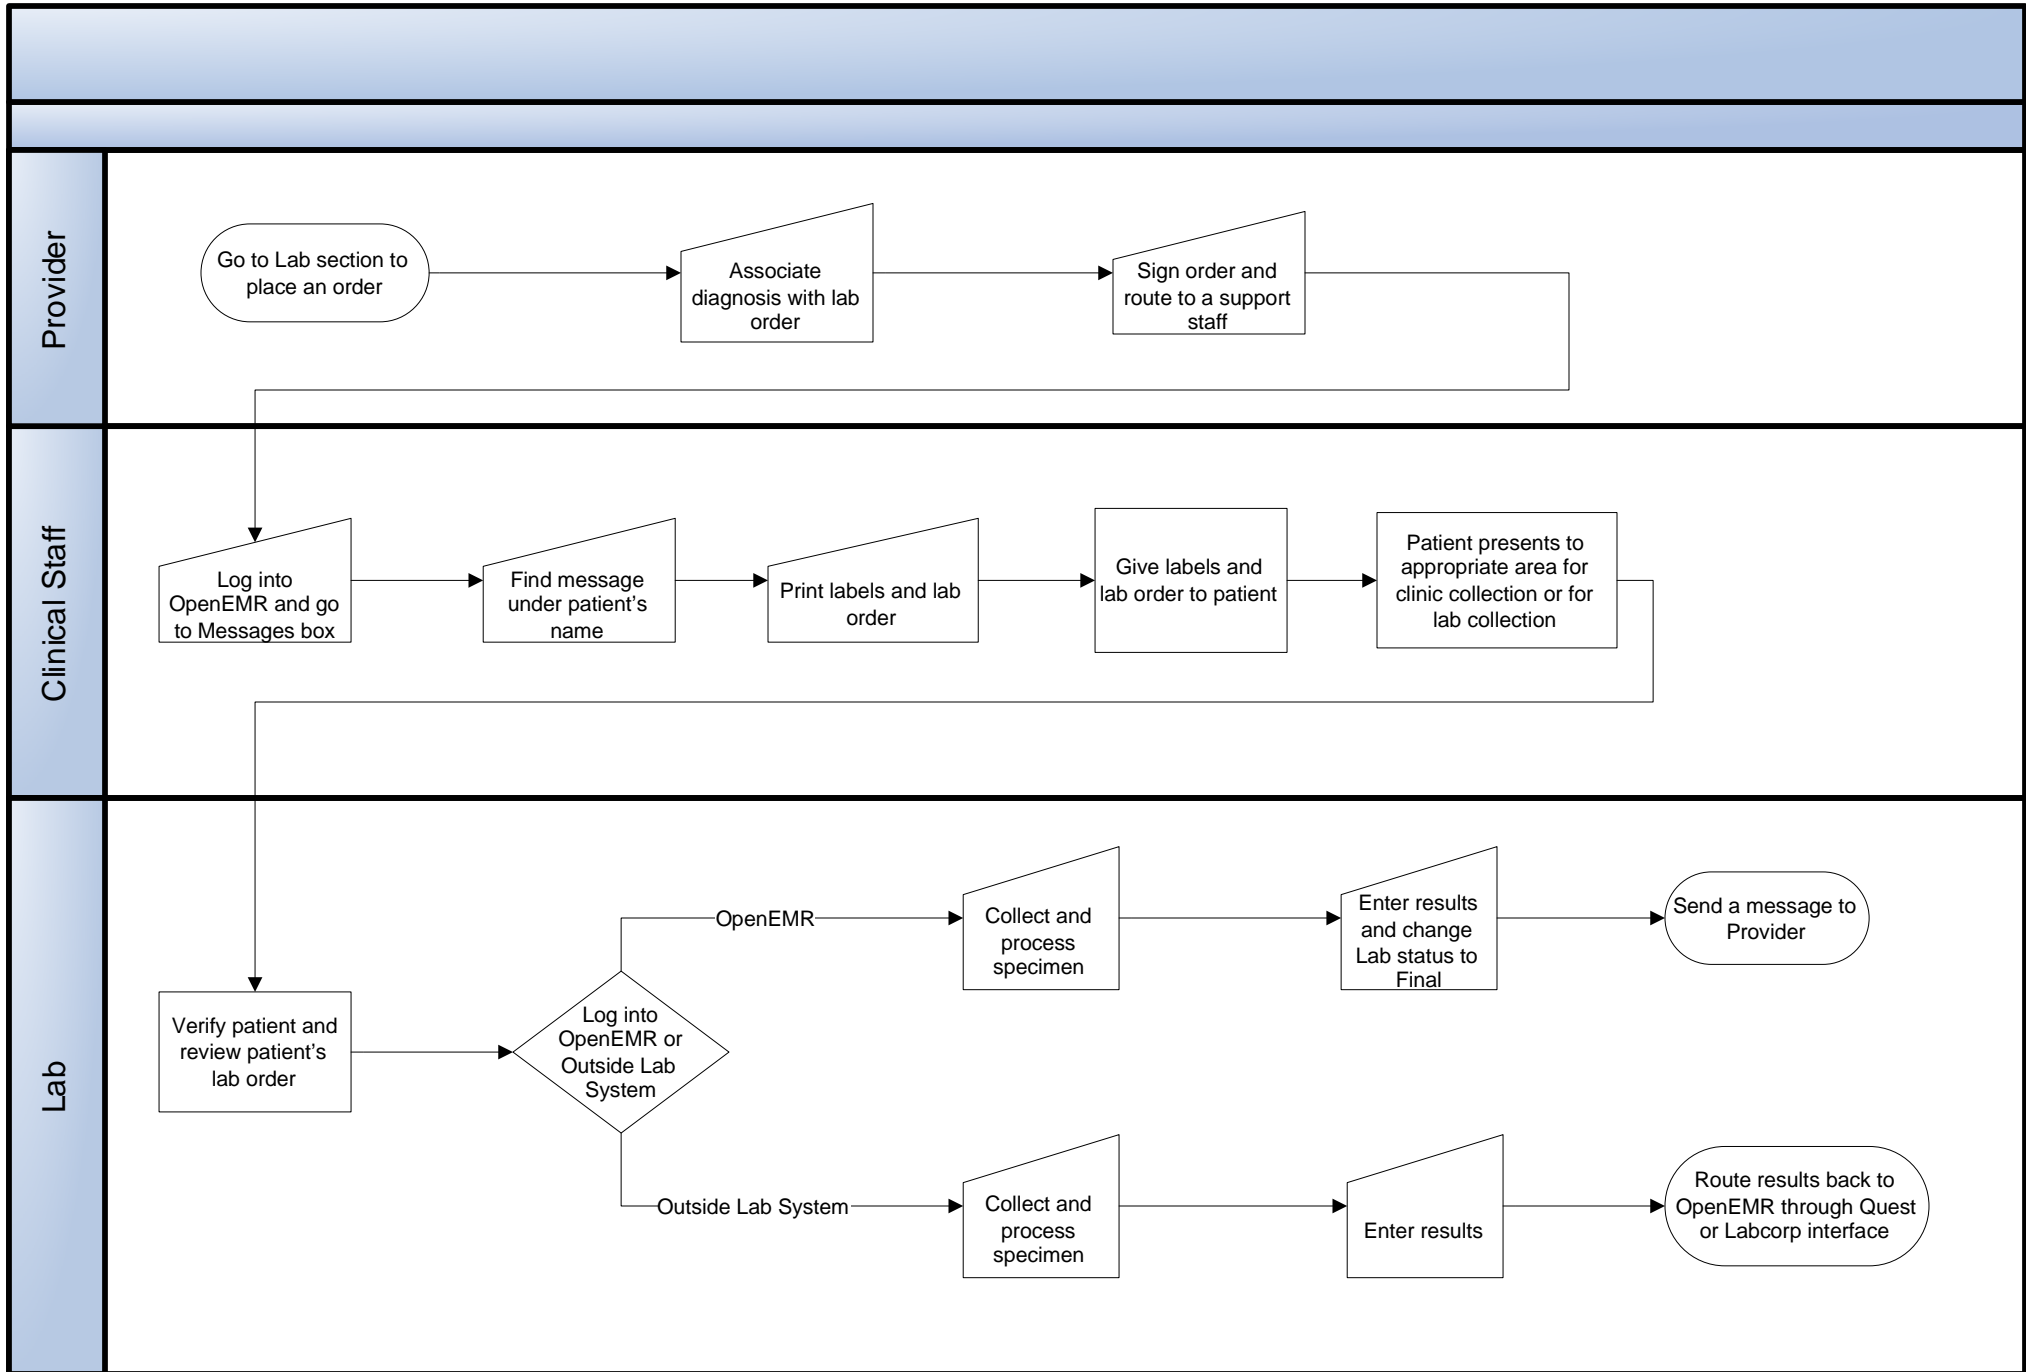 Provider
Go to Lab section to
place an order
Associate
diagnosis with lab
order
Sign order and
route to a support
staff
Clinical Staff
Log into
OpenEMR and go
to Messages box
Find message
under patient's
name
Print labels and lab
order
Give labels and
lab order to patient
Patient presents to
appropriate area for
clinic collection or for
lab collection
Lab
Verify patient and
review patient's
lab order
Log into
OpenEMR or
Outside Lab
System
OpenEMR
Collect and
process
specimen
Enter results
and change
Lab status to
Final
Send a message to
Provider
Outside Lab System
Collect and
process
specimen
Enter results
Route results back to
OpenEMR through Quest
or Labcorp interface